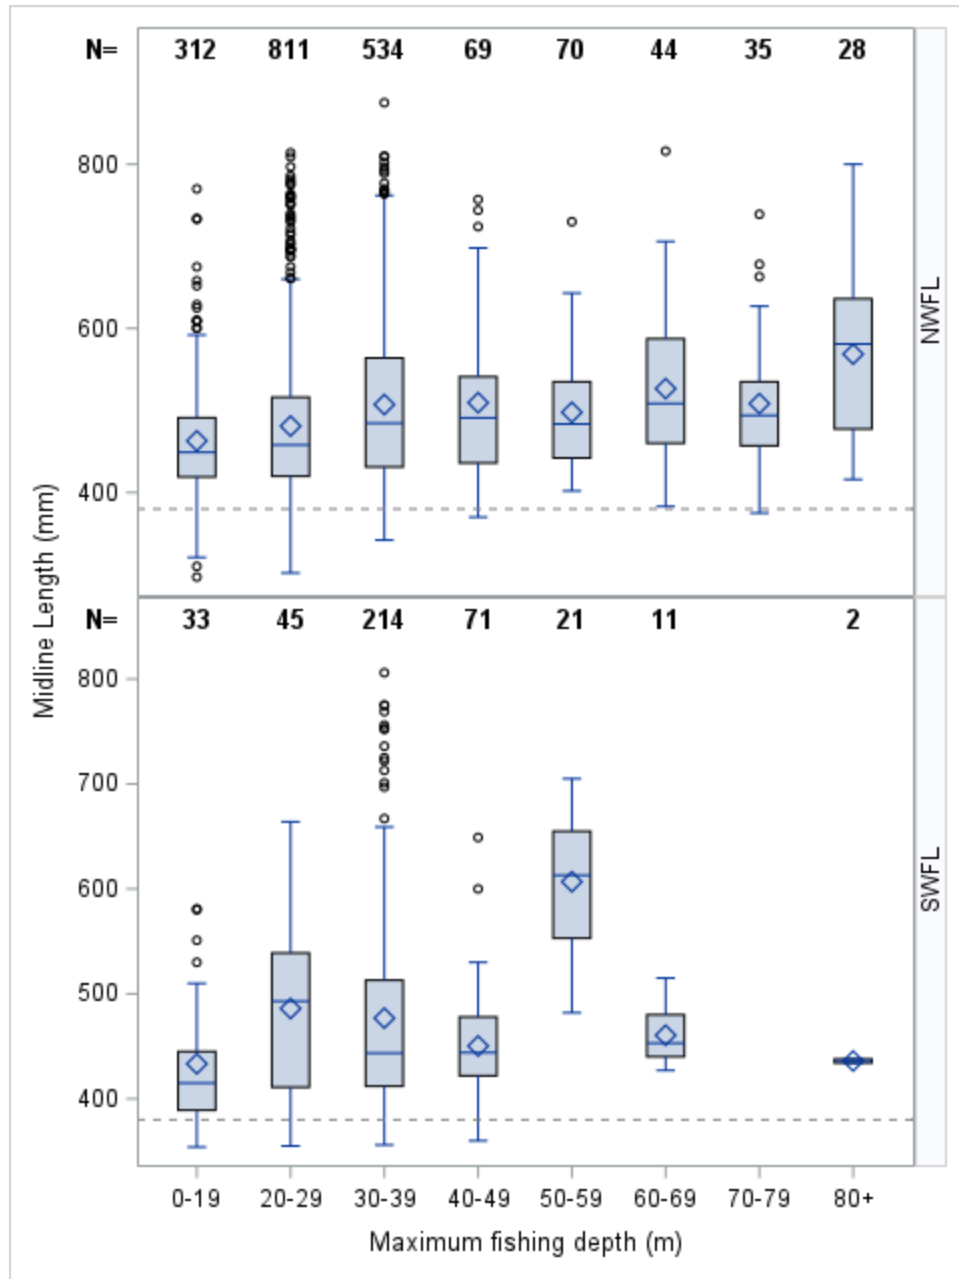 N= 312 811 534 69 70 44 35 28
800
600
400
NWFL
Midline Length (mm)
N= 33 45 214 71 21 11 2
800
700
600
500
400
SWFL
0-19 20-29 30-39 40-49 50-59 60-69 70-79 80+
Maximum fishing depth (m)